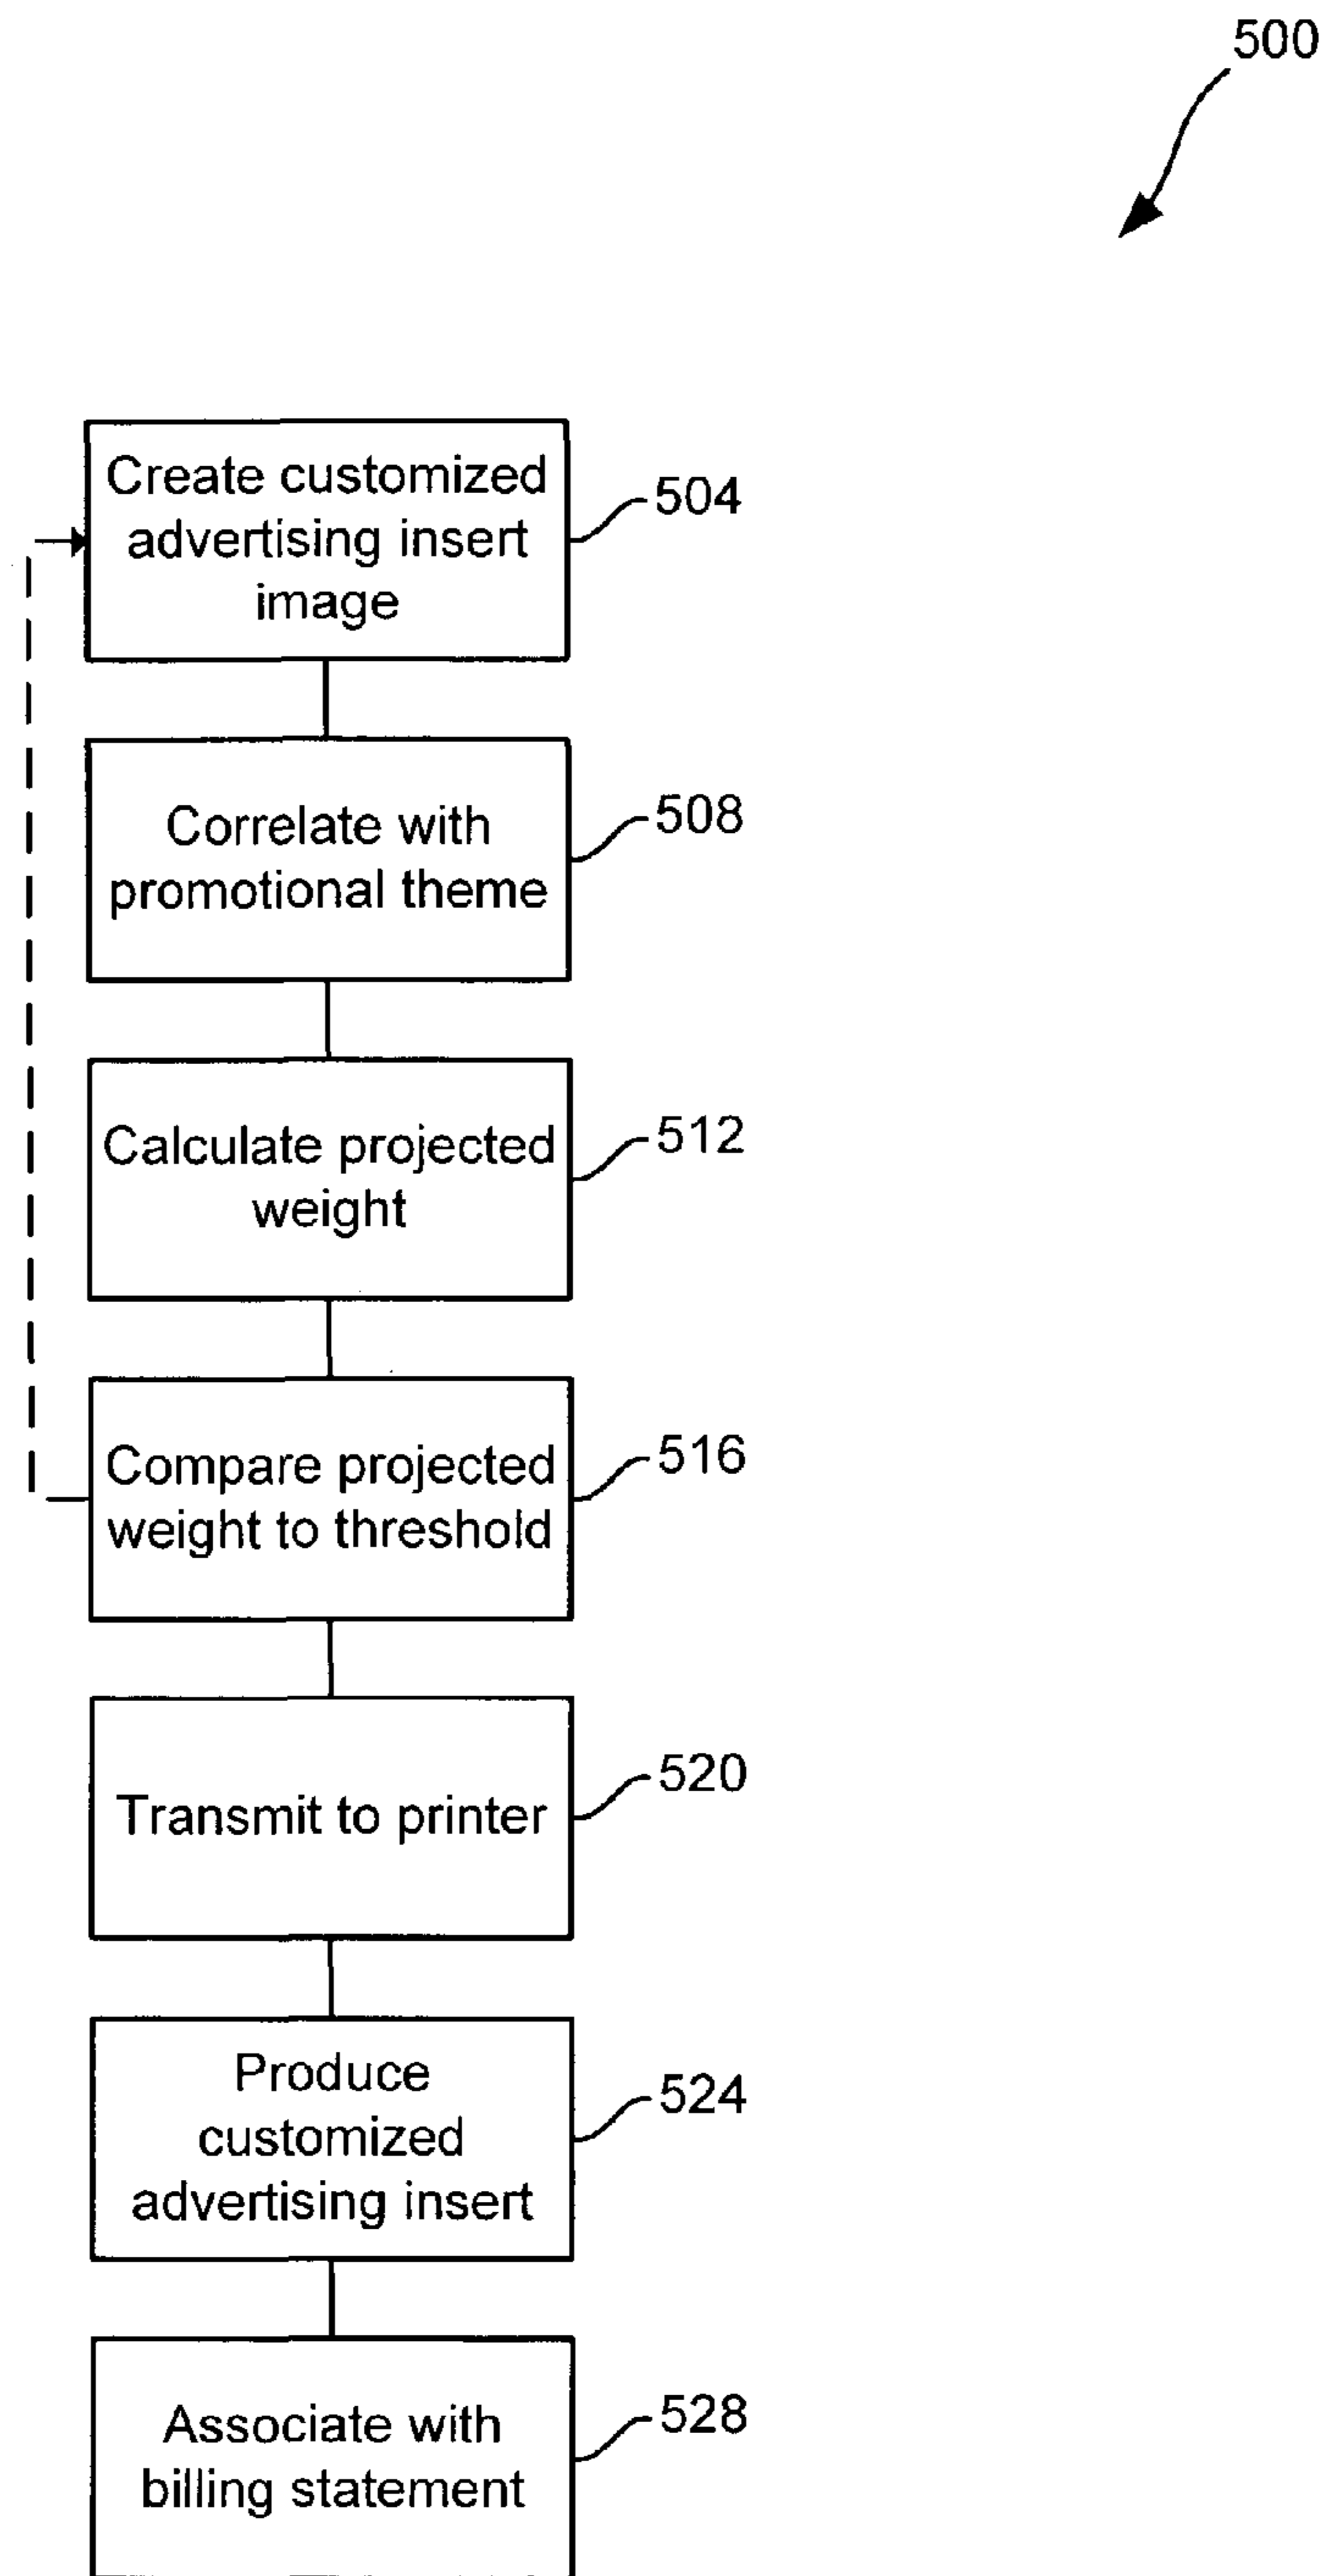 500
Create customized
advertising insert
image
504
Correlate with
promotional theme
508
Calculate projected
weight
512
Compare projected
weight to threshold
516
Transmit to printer
520
Produce
customized
advertising insert
524
Associate with
billing statement
528